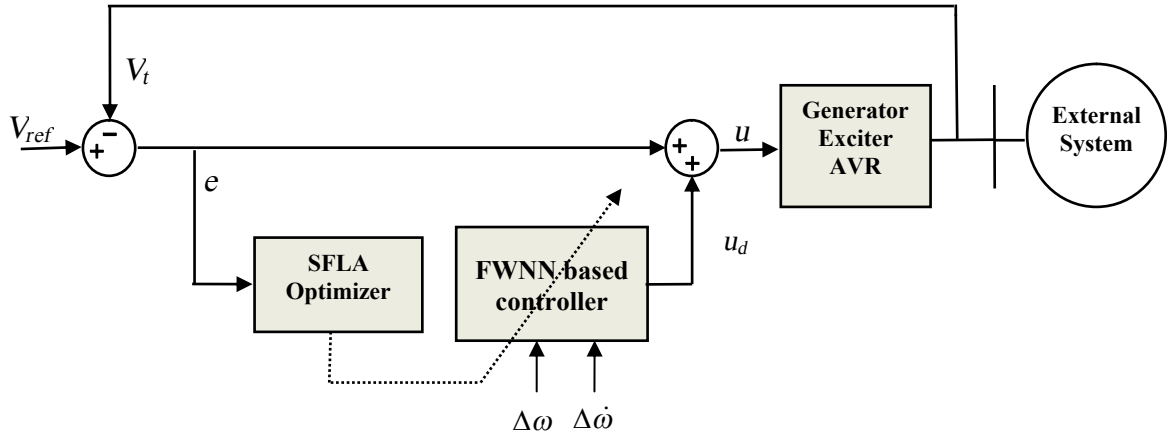 V_t
V_ref
−
+
e
+
+
u
Generator
Exciter
AVR
External
System
u_d
SFLA
Optimizer
FWNN based
controller
Δω
Δω̇